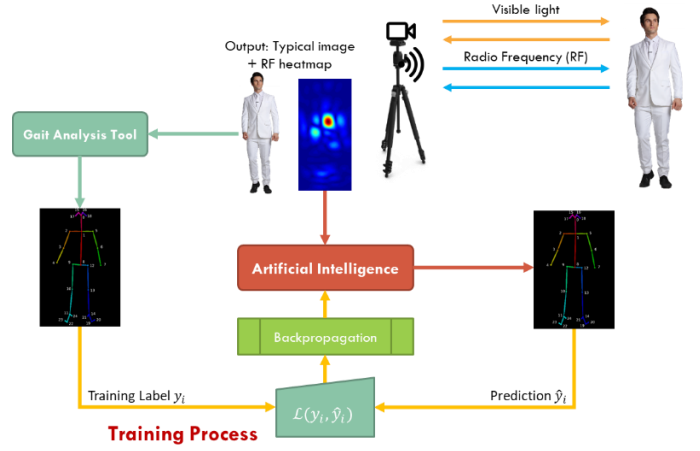 Visible light
Output: Typical image
+ RF heatmap
Radio Frequency (RF)
Gait Analysis Tool
Artificial Intelligence
Backpropagation
Training Label yᵢ
Prediction ŷᵢ
ℒ(yᵢ, ŷᵢ)
Training Process